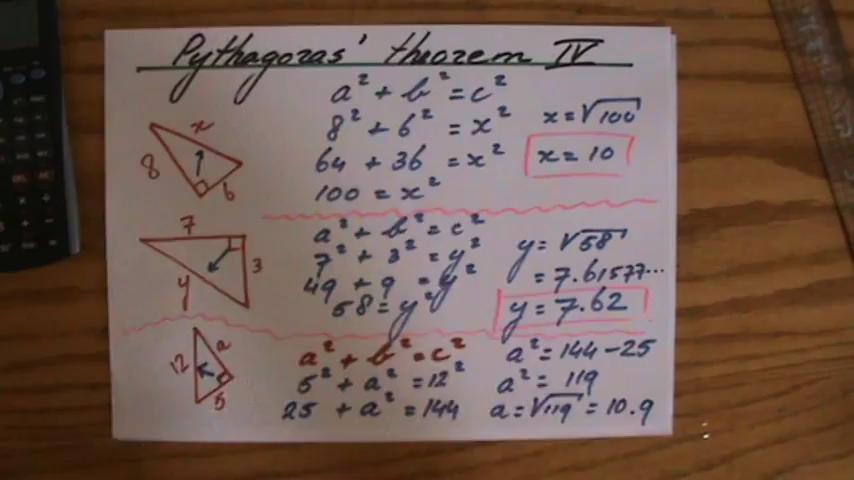 Pythagoras' theorem IV
a² + b² = c²
8² + 6² = x²
64 + 36 = x²
100 = x²
x = √100
x = 10
x
8
6
a² + b² = c²
7² + 3² = y²
49 + 9 = y²
58 = y²
y = √58
= 7.61577...
y = 7.62
7
3
y
a² + b² = c²
5² + a² = 12²
25 + a² = 144
a² = 144 - 25
a² = 119
a = √119 = 10.9
12
a
5